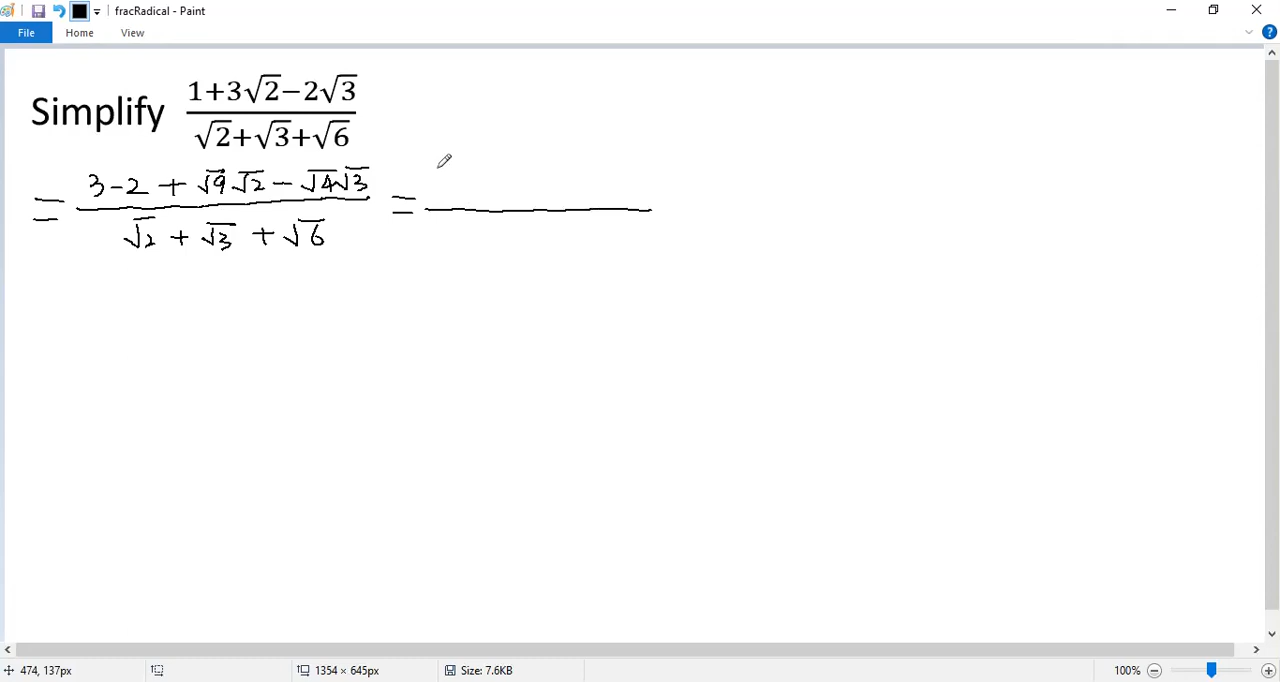 fracRadical - Paint
File Home View
Simplify (1+3√2−2√3)/(√2+√3+√6)
= (3-2 + √9√2 - √4√3)/(√2 + √3 + √6) =
474, 137px 1354 × 645px Size: 7.6KB 100%